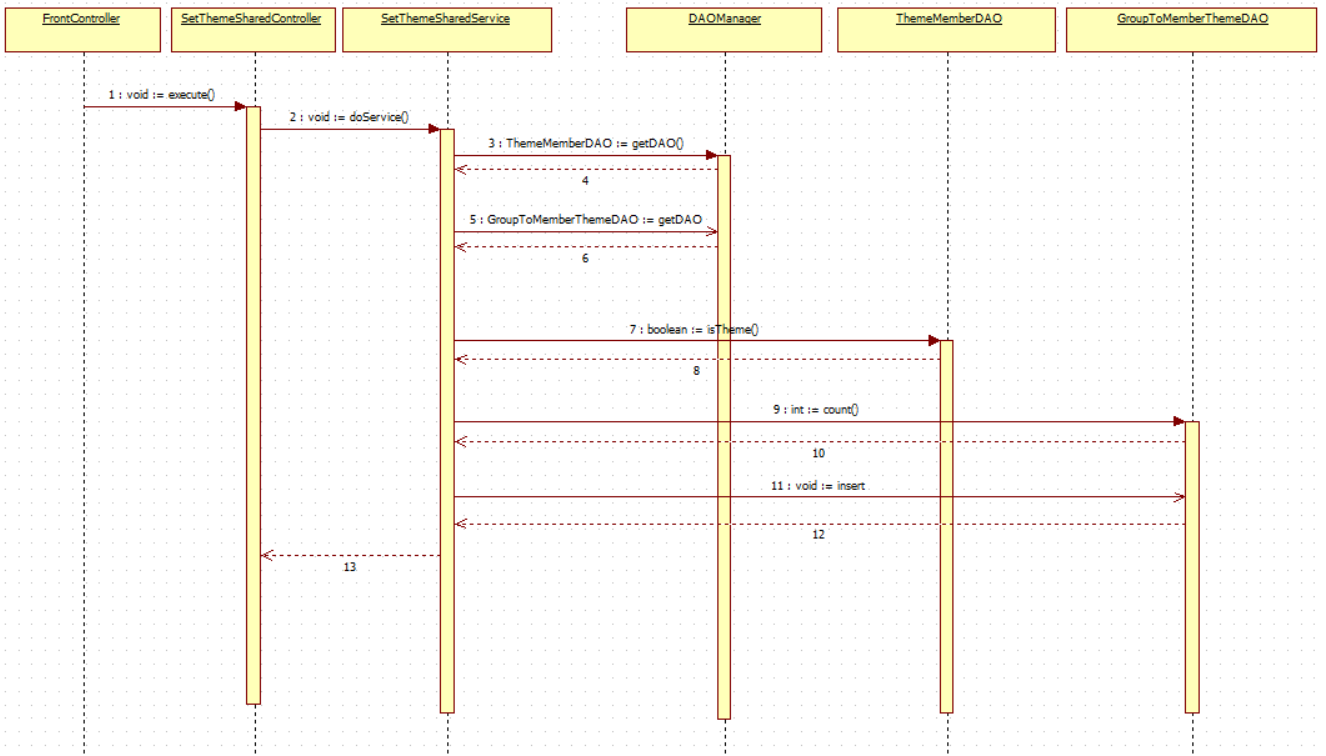 FrontController
SetThemeSharedController
SetThemeSharedService
DAOManager
ThemeMemberDAO
GroupToMemberThemeDAO
1 : void := execute()
2 : void := doService()
3 : ThemeMemberDAO := getDAO()
4
5 : GroupToMemberThemeDAO := getDAO
6
7 : boolean := isTheme()
8
9 : int := count()
10
11 : void := insert
12
13